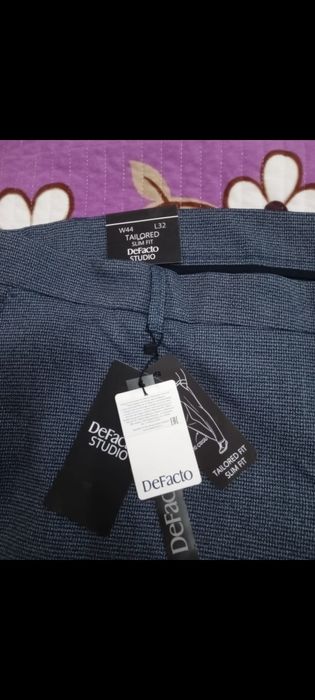 W44 L32
TAILORED
SLIM FIT
DeFacto
STUDIO
DeFacto
STUDIO
DeFacto
TAILORED FIT
SLIM FIT
DeFacto